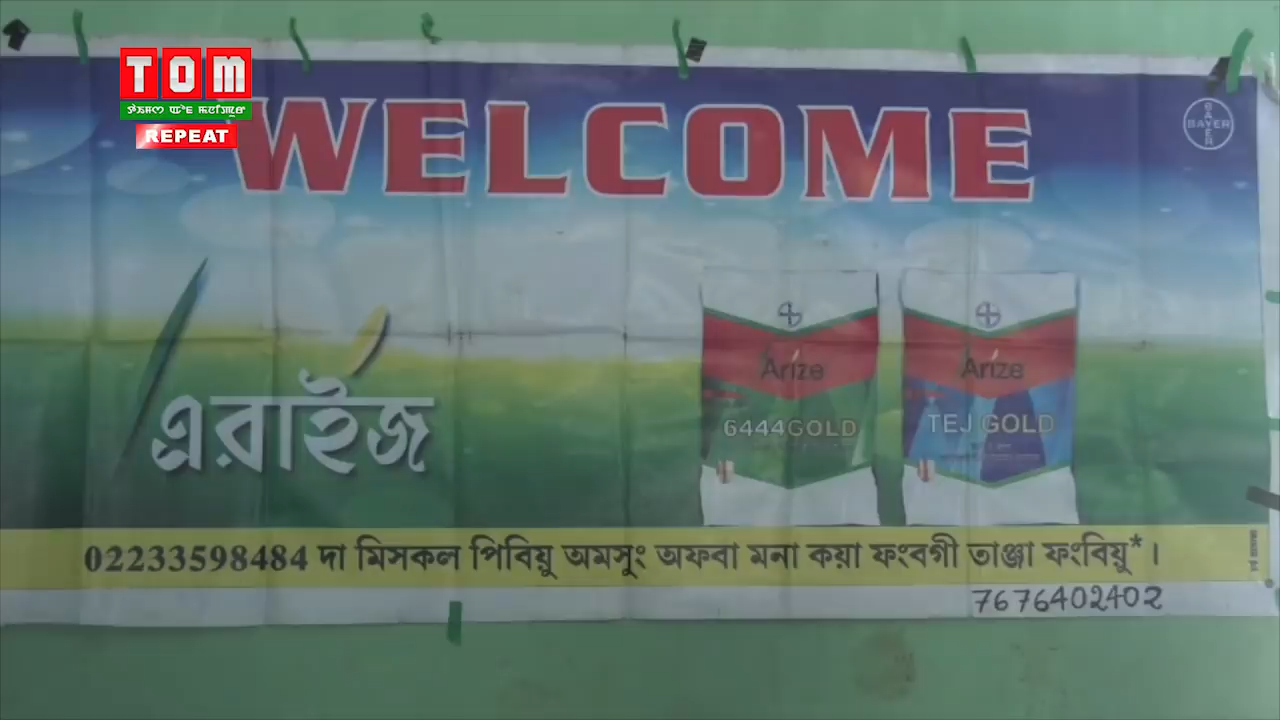 TOM
REPEAT
WELCOME
BAYER
BAYER
Arize
6444GOLD
Arize
TEJ GOLD
এরাইজ
02233598484 দা মিসকল পিবিয়ু অমসুং অফবা মনা কয়া ফংবগী তাঞ্জা ফংবিয়ু*।
7676402402